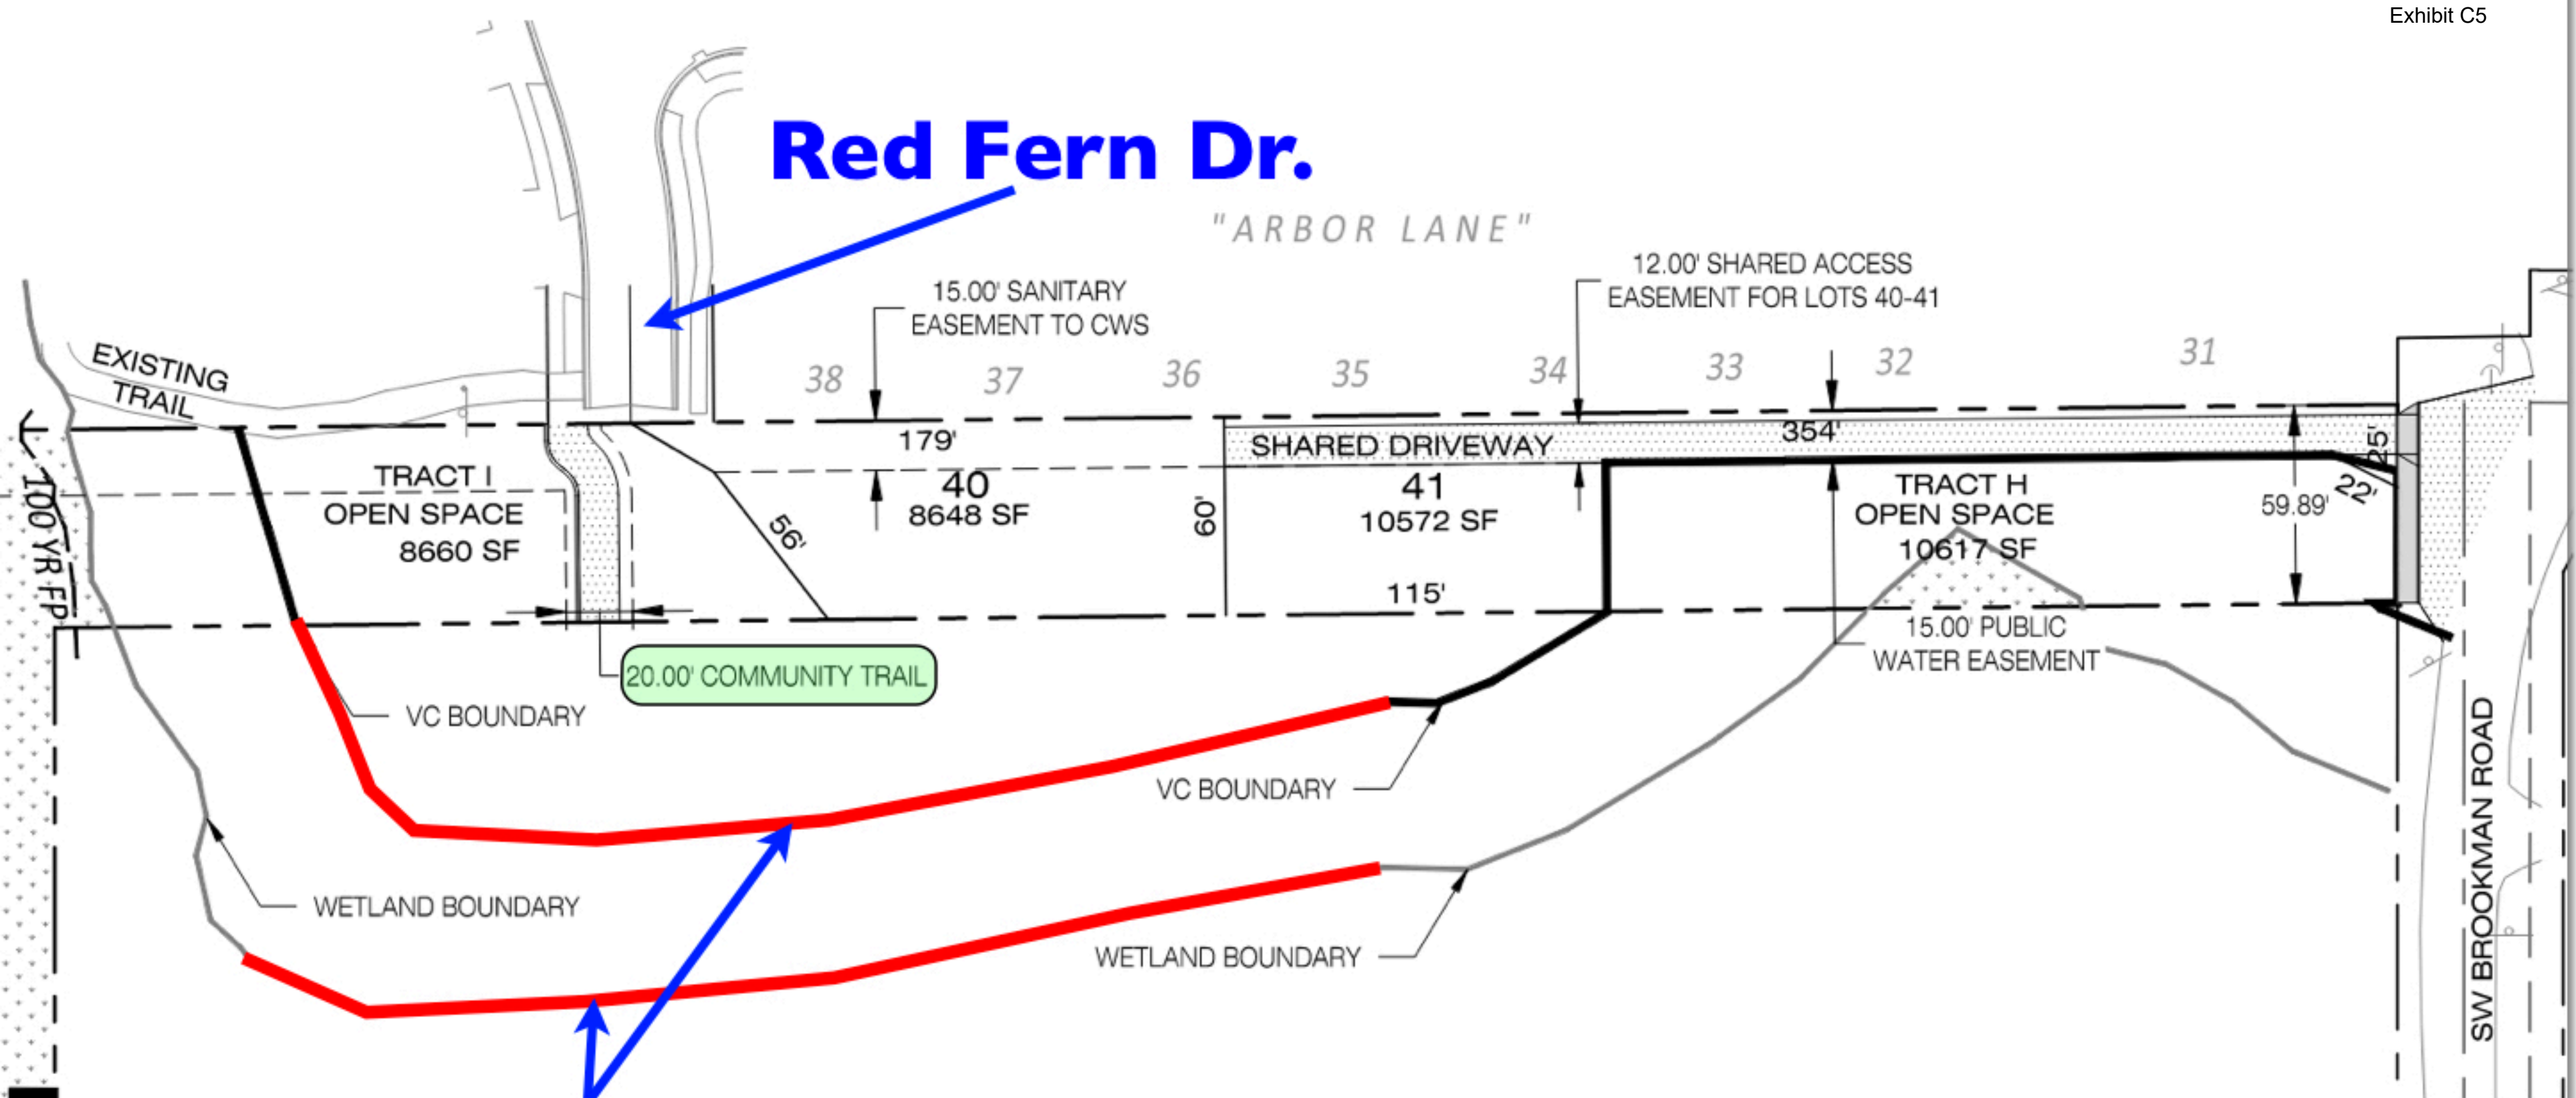 Exhibit C5
Red Fern Dr.
"ARBOR LANE"
12.00' SHARED ACCESS
EASEMENT FOR LOTS 40-41
15.00' SANITARY
EASEMENT TO CWS
EXISTING
TRAIL
38
37
36
35
34
33
32
31
179'
SHARED DRIVEWAY
354'
25'
TRACT I
OPEN SPACE
8660 SF
40
8648 SF
56'
60'
41
10572 SF
115'
TRACT H
OPEN SPACE
10617 SF
59.89'
22'
100 YR FP
20.00' COMMUNITY TRAIL
15.00' PUBLIC
WATER EASEMENT
VC BOUNDARY
VC BOUNDARY
WETLAND BOUNDARY
WETLAND BOUNDARY
SW BROOKMAN ROAD